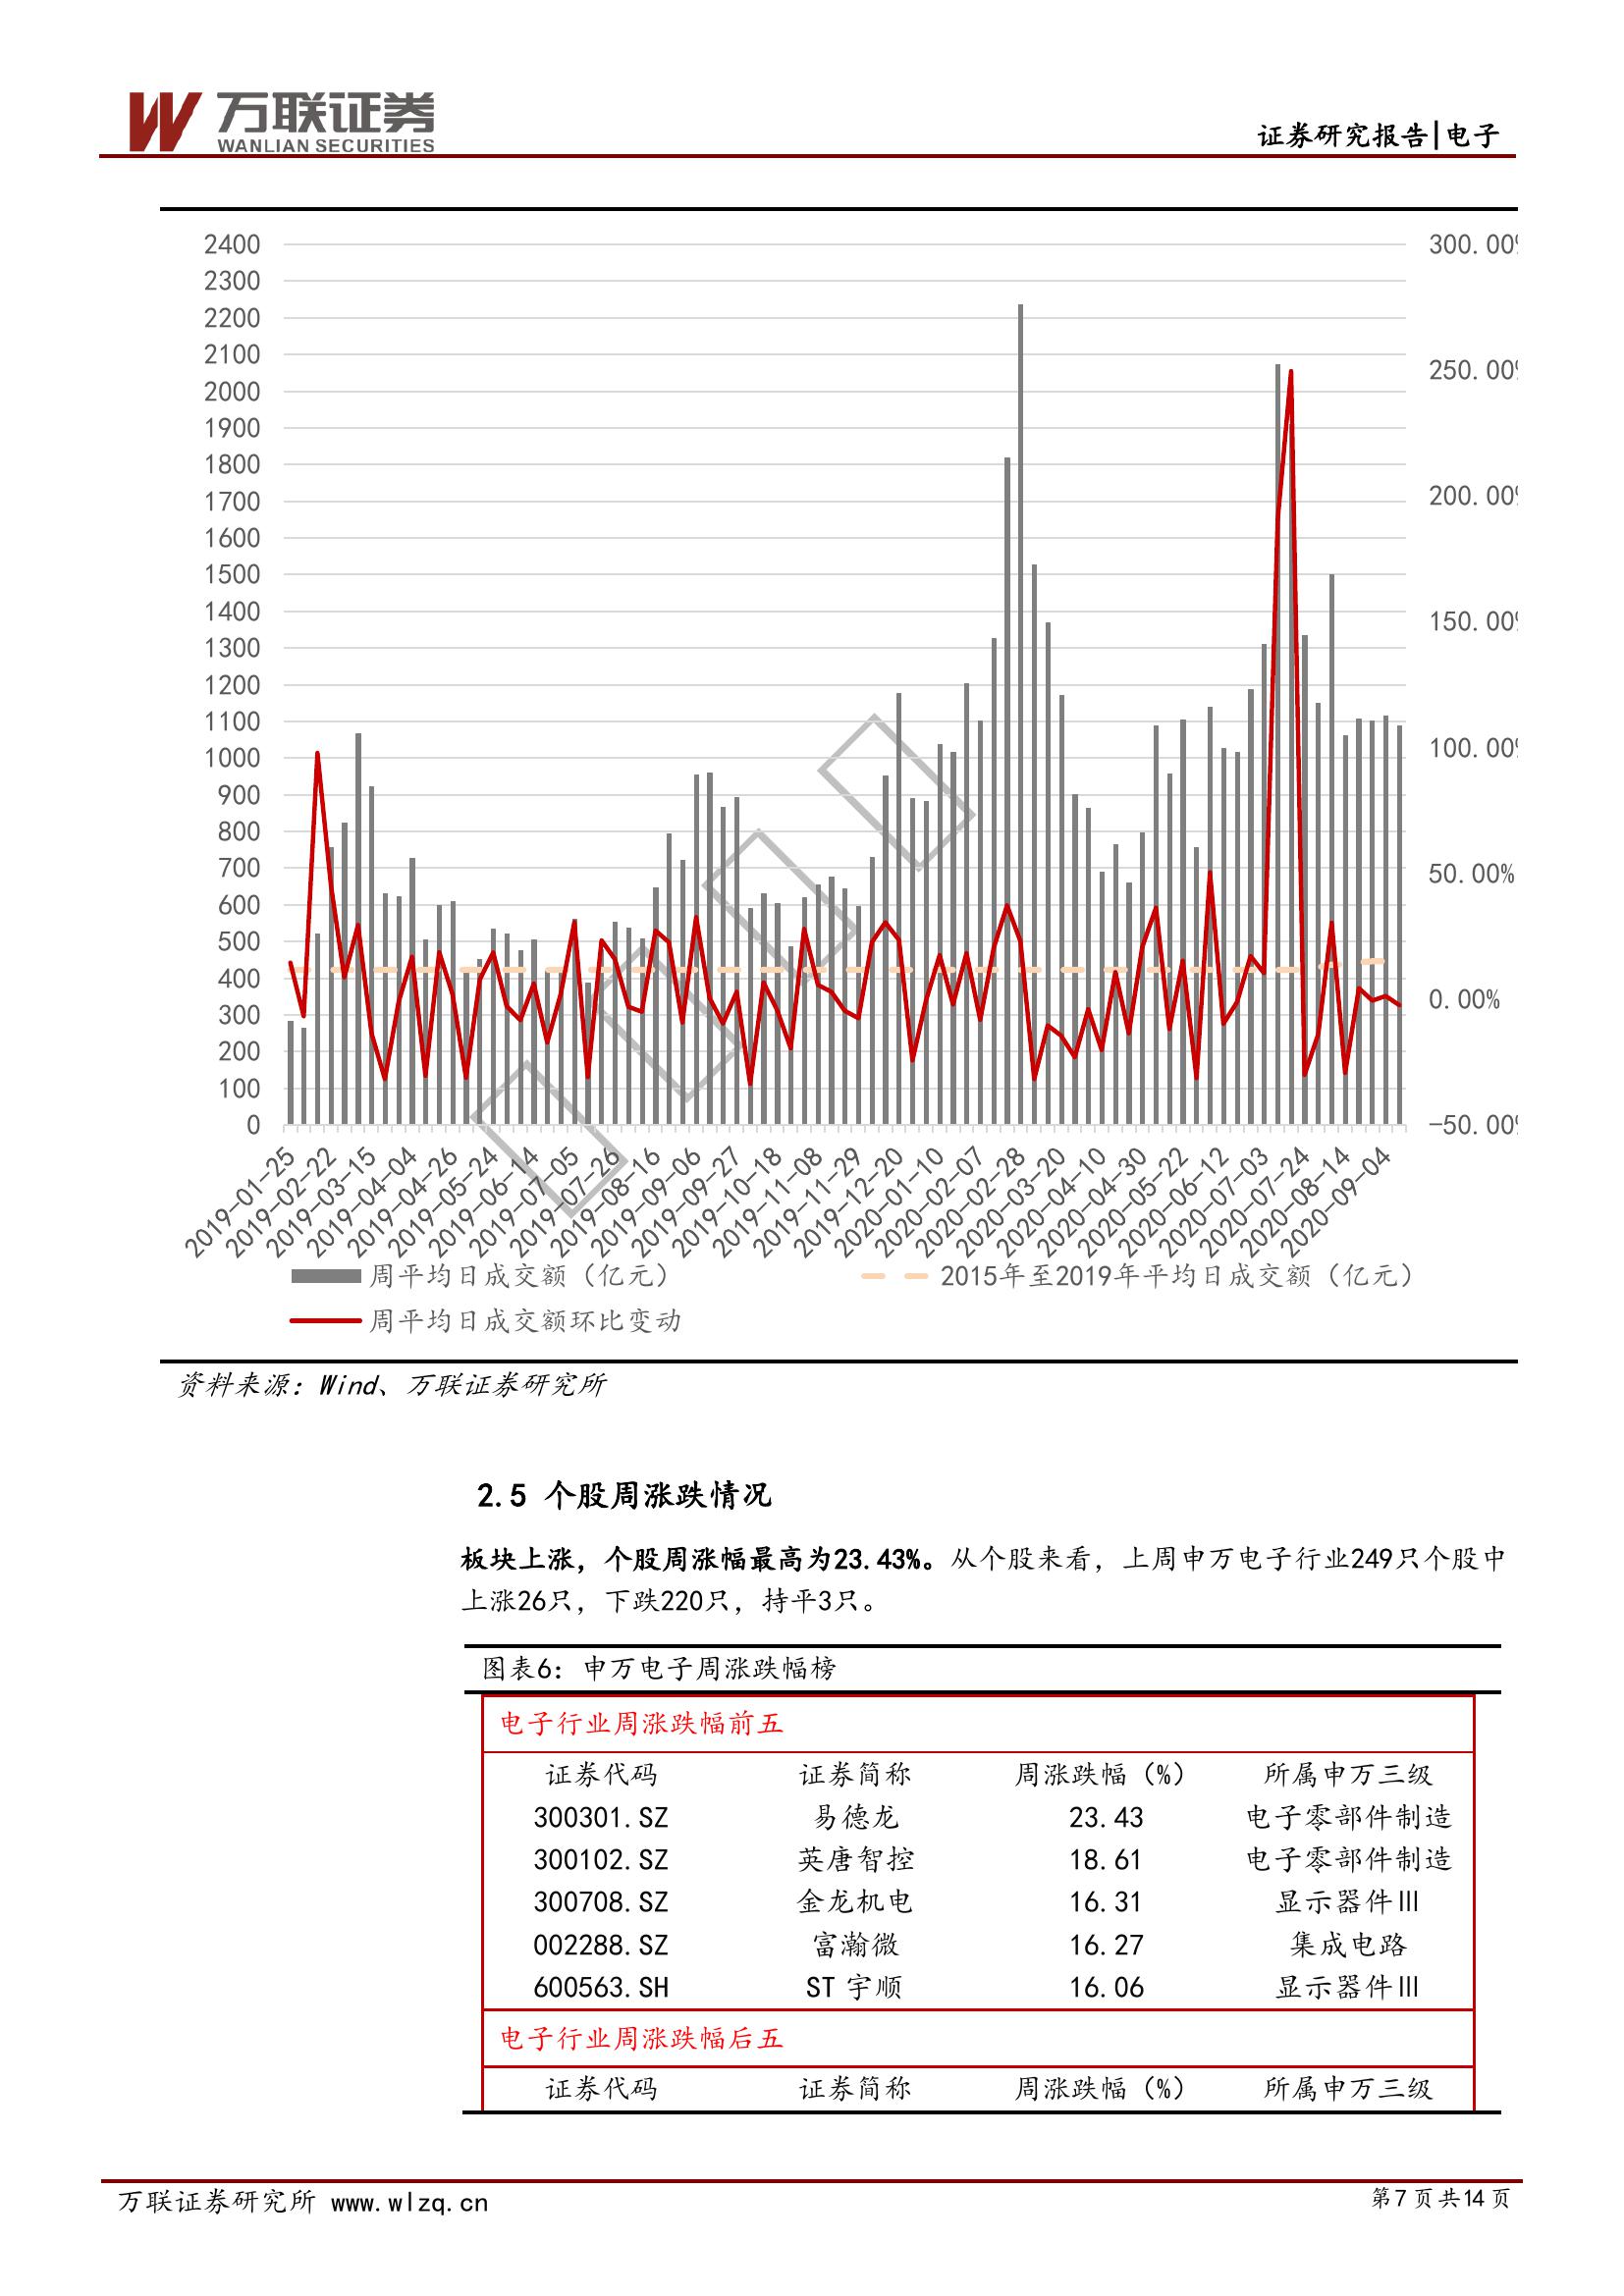 万联证券
WANLIAN SECURITIES
证券研究报告|电子
2400
2300
2200
2100
2000
1900
1800
1700
1600
1500
1400
1300
1200
1100
1000
900
800
700
600
500
400
300
200
100
0
300.00%
250.00%
200.00%
150.00%
100.00%
50.00%
0.00%
-50.00%
2019-01-25
2019-02-22
2019-03-15
2019-04-04
2019-04-26
2019-05-24
2019-06-14
2019-07-05
2019-07-26
2019-08-16
2019-09-06
2019-09-27
2019-10-18
2019-11-08
2019-11-29
2019-12-20
2020-01-10
2020-02-07
2020-02-28
2020-03-20
2020-04-10
2020-04-30
2020-05-22
2020-06-12
2020-07-03
2020-07-24
2020-08-14
2020-09-04
周平均日成交额（亿元）
2015年至2019年平均日成交额（亿元）
周平均日成交额环比变动
资料来源：Wind、万联证券研究所
2.5 个股周涨跌情况
板块上涨，个股周涨幅最高为23.43%。从个股来看，上周申万电子行业249只个股中
上涨26只，下跌220只，持平3只。
图表6：申万电子周涨跌幅榜
电子行业周涨跌幅前五
证券代码 证券简称 周涨跌幅（%） 所属申万三级
300301.SZ 易德龙 23.43 电子零部件制造
300102.SZ 英唐智控 18.61 电子零部件制造
300708.SZ 金龙机电 16.31 显示器件Ⅲ
002288.SZ 富瀚微 16.27 集成电路
600563.SH ST 宇顺 16.06 显示器件Ⅲ
电子行业周涨跌幅后五
证券代码 证券简称 周涨跌幅（%） 所属申万三级
万联证券研究所 www.wlzq.cn
第7页共14页